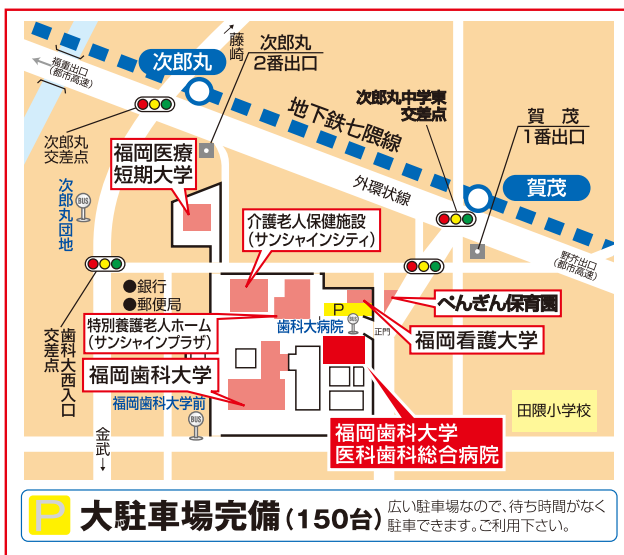 藤崎
次郎丸
2番出口
福重出口
(都市高速)
次郎丸
次郎丸中学東
交差点
地下鉄七隈線
賀茂
1番出口
次郎丸
交差点
福岡医療
短期大学
外環状線
賀茂
BUS
次郎丸団地
介護老人保健施設
(サンシャインシティ)
野芥出口
(都市高速)
●銀行
●郵便局
P
ぺんぎん保育園
特別養護老人ホーム
(サンシャインプラザ)
歯科大病院
BUS
正門
福岡看護大学
歯科大西入口
交差点
福岡歯科大学
福岡歯科大学前
BUS
田隈小学校
福岡歯科大学
医科歯科総合病院
金武
P
大駐車場完備(150台)
広い駐車場なので、待ち時間がなく
駐車できます。ご利用下さい。